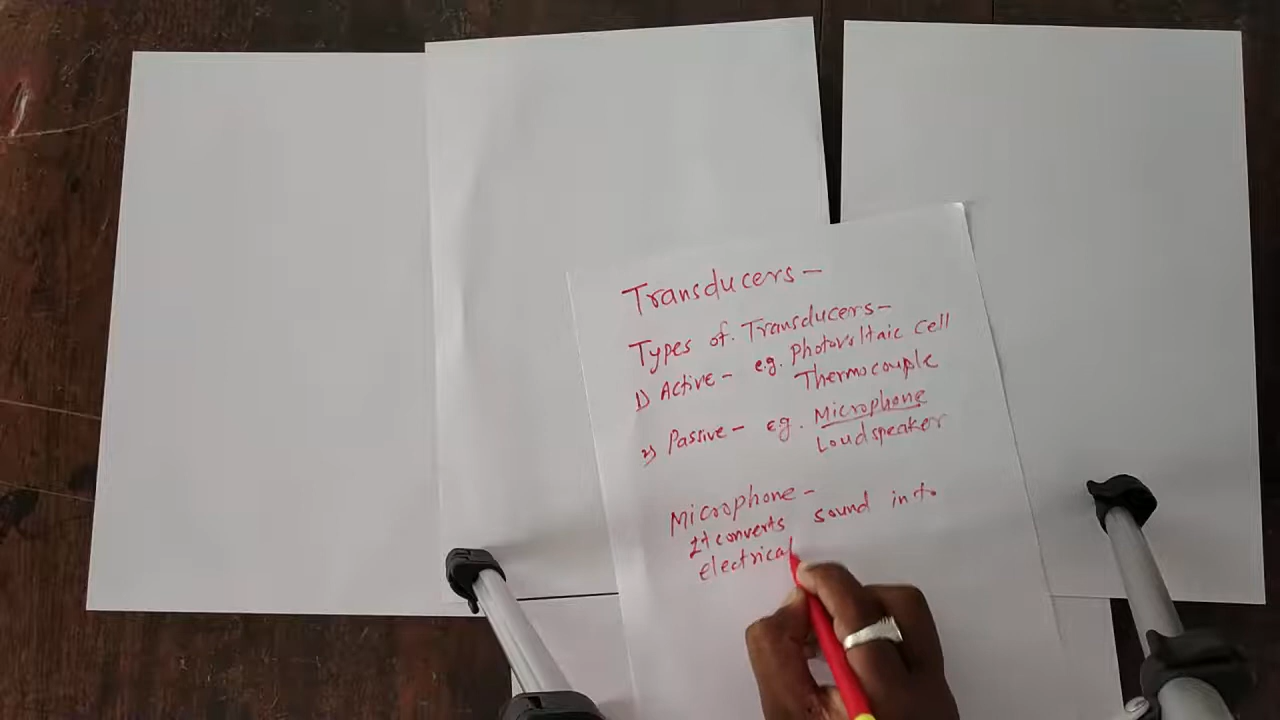 Transducers -
Types of Transducers -
1) Active - e.g. Photovoltaic Cell
Thermocouple
2) Passive - eg. Microphone
Loudspeaker
Microphone -
It converts sound into
electrical